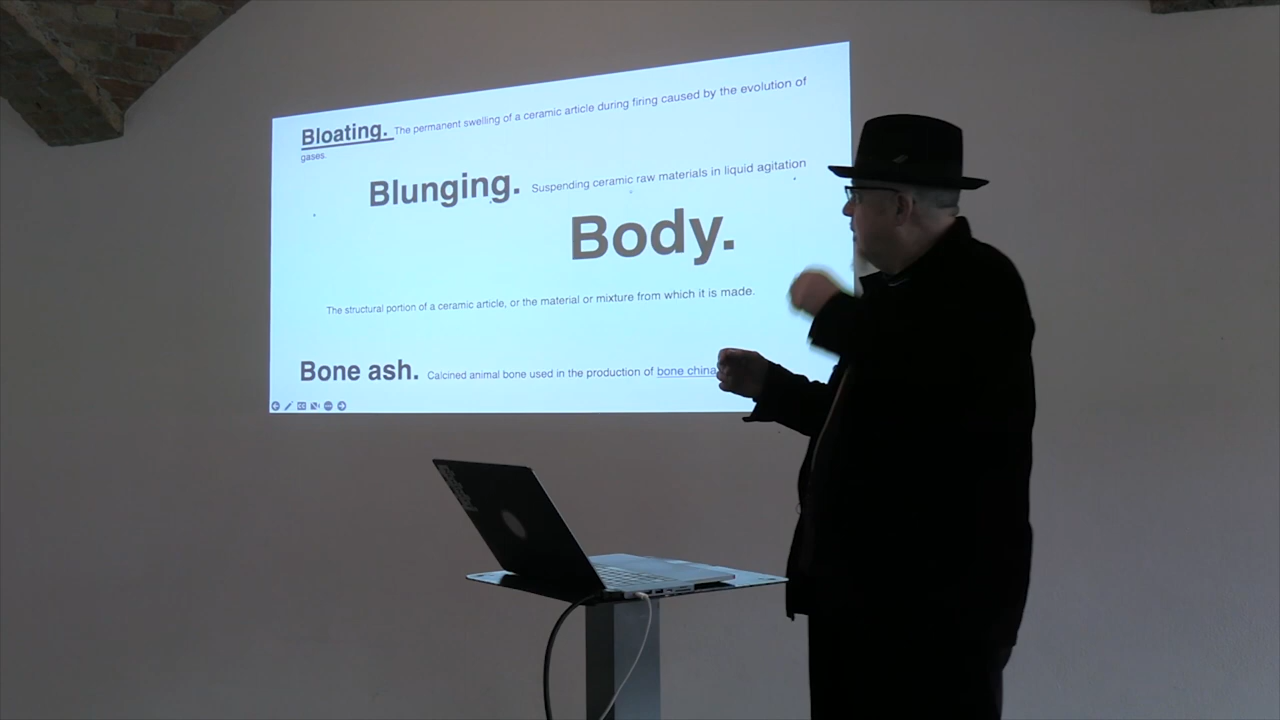 Bloating. The permanent swelling of a ceramic article during firing caused by the evolution of
gases.
Blunging. Suspending ceramic raw materials in liquid agitation
Body.
The structural portion of a ceramic article, or the material or mixture from which it is made.
Bone ash. Calcined animal bone used in the production of bone china